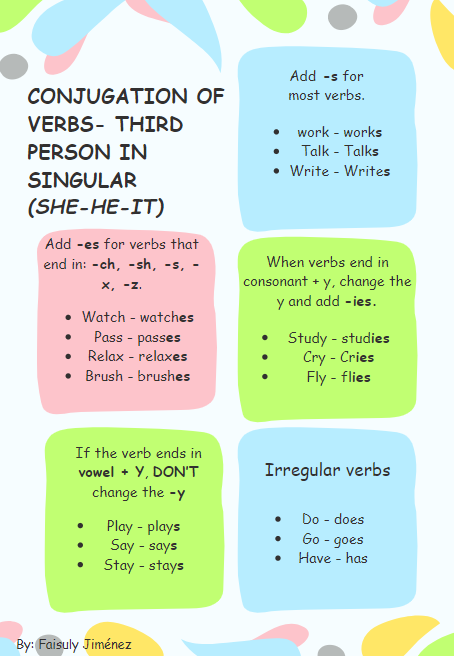 CONJUGATION OF
VERBS- THIRD
PERSON IN
SINGULAR
(SHE-HE-IT)
Add -s for
most verbs.
• work - works
• Talk - Talks
• Write - Writes
Add -es for verbs that
end in: -ch, -sh, -s, -
x, -z.
• Watch - watches
• Pass - passes
• Relax - relaxes
• Brush - brushes
When verbs end in
consonant + y, change the
y and add -ies.
• Study - studies
• Cry - Cries
• Fly - flies
If the verb ends in
vowel + Y, DON'T
change the -y
• Play - plays
• Say - says
• Stay - stays
Irregular verbs
• Do - does
• Go - goes
• Have - has
By: Faisuly Jiménez